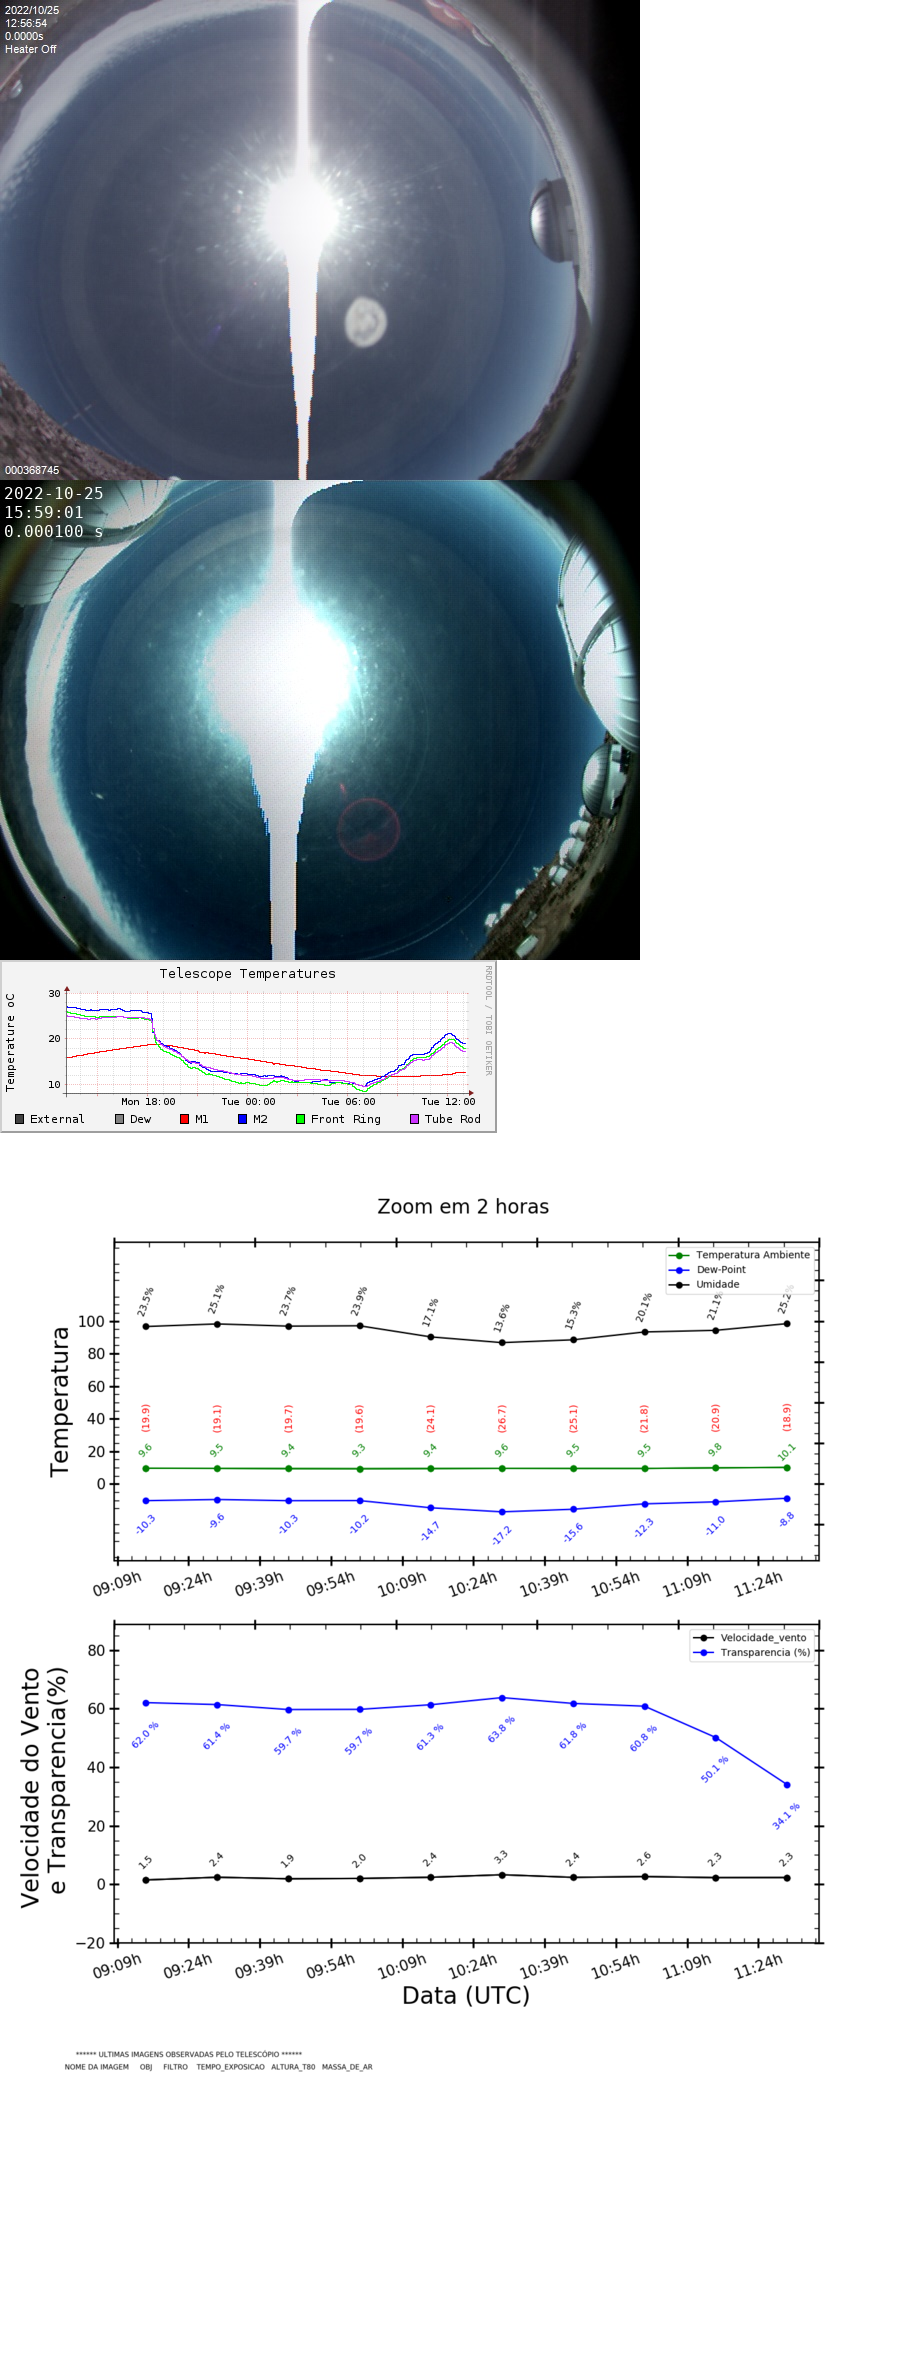 2022/10/25
12:56:54
0.0000s
Heater Off
000368745
2022-10-25
15:59:01
0.000100 s
Telescope Temperatures
RRDTOOL / TOBI OETIKER
Temperature oC
30
20
10
Mon 18:00 Tue 00:00 Tue 06:00 Tue 12:00
External Dew M1 M2 Front Ring Tube Rod
Zoom em 2 horas
Temperatura Ambiente
Dew-Point
Umidade
Temperatura
100
80
60
40
20
0
23.5% 25.1% 23.7% 23.9% 17.1% 13.6% 15.3% 20.1% 21.1% 25.2%
(19.9) (19.1) (19.7) (19.6) (24.1) (26.7) (25.1) (21.8) (20.9) (18.9)
9.6 9.5 9.4 9.3 9.4 9.6 9.5 9.5 9.8 10.1
-10.3 -9.6 -10.3 -10.2 -14.7 -17.2 -15.6 -12.3 -11.0 -8.8
09:09h 09:24h 09:39h 09:54h 10:09h 10:24h 10:39h 10:54h 11:09h 11:24h
Velocidade_vento
Transparencia (%)
Velocidade do Vento
e Transparencia(%)
80
60
40
20
0
−20
62.0 % 61.4 % 59.7 % 59.7 % 61.3 % 63.8 % 61.8 % 60.8 % 50.1 % 34.1 %
1.5 2.4 1.9 2.0 2.4 3.3 2.4 2.6 2.3 2.3
09:09h 09:24h 09:39h 09:54h 10:09h 10:24h 10:39h 10:54h 11:09h 11:24h
Data (UTC)
****** ULTIMAS IMAGENS OBSERVADAS PELO TELESCÓPIO ******
NOME DA IMAGEM OBJ FILTRO TEMPO_EXPOSICAO ALTURA_T80 MASSA_DE_AR